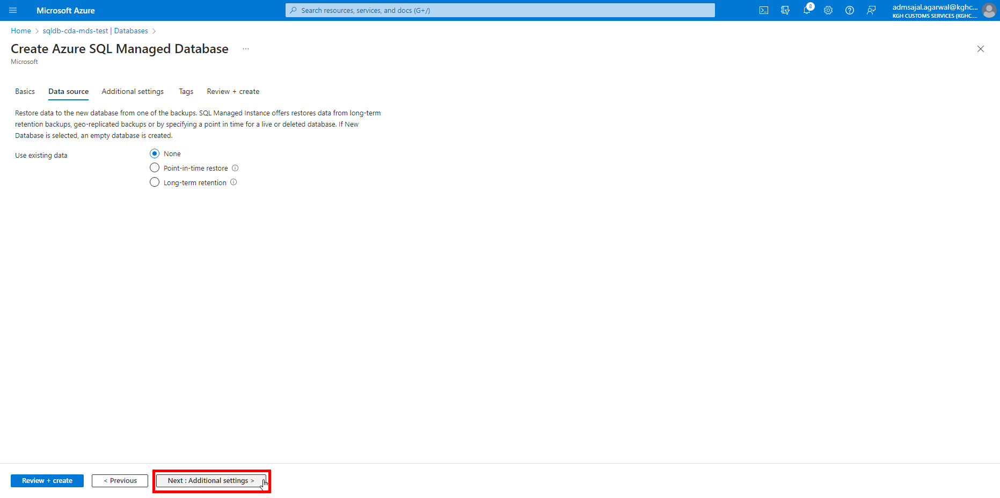 Microsoft Azure
Search resources, services, and docs (G+/)
8
admsajal.agarwal@kghc...
KGH CUSTOMS SERVICES (KGHC....
Home > sqldb-cda-mds-test | Databases >
Create Azure SQL Managed Database ...
Microsoft
Basics Data source Additional settings Tags Review + create
Restore data to the new database from one of the backups. SQL Managed Instance offers restores data from long-term
retention backups, geo-replicated backups or by specifying a point in time for a live or deleted database. If New
Database is selected, an empty database is created.
Use existing data
None
Point-in-time restore
Long-term retention
Review + create
< Previous
Next : Additional settings >